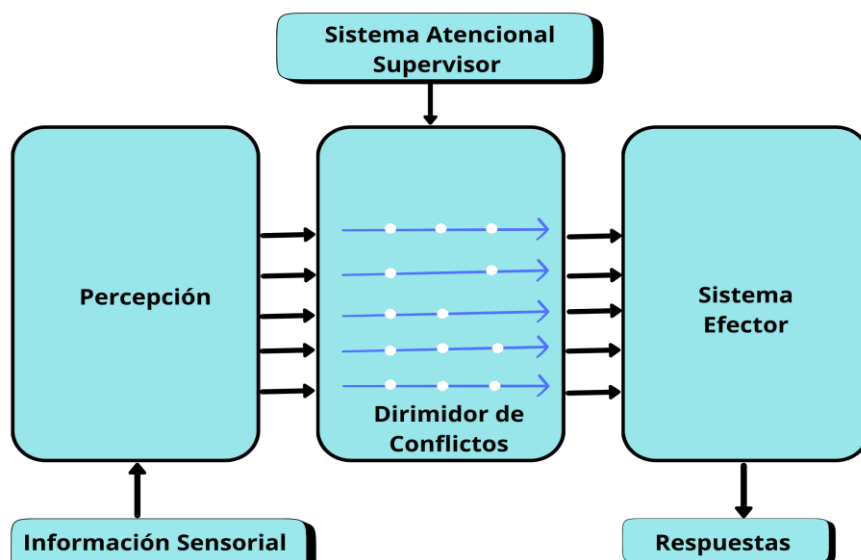 Sistema Atencional
Supervisor
Percepción
Sistema
Efector
Dirimidor de
Conflictos
Información Sensorial
Respuestas